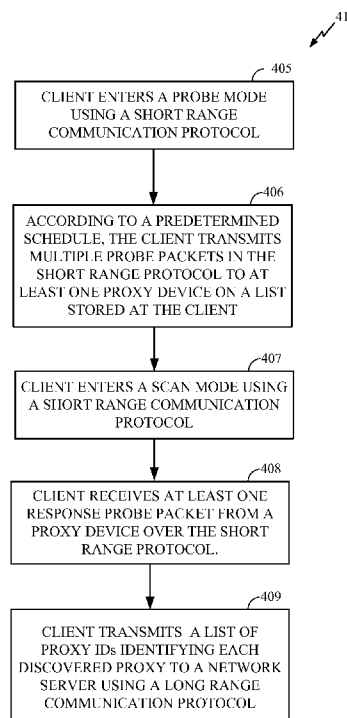 41
405
CLIENT ENTERS A PROBE MODE
USING A SHORT RANGE
COMMUNICATION PROTOCOL
406
ACCORDING TO A PREDETERMINED
SCHEDULE, THE CLIENT TRANSMITS
MULTIPLE PROBE PACKETS IN THE
SHORT RANGE PROTOCOL TO AT
LEAST ONE PROXY DEVICE ON A LIST
STORED AT THE CLIENT
407
CLIENT ENTERS A SCAN MODE USING
A SHORT RANGE COMMUNICATION
PROTOCOL
408
CLIENT RECEIVES AT LEAST ONE
RESPONSE PROBE PACKET FROM A
PROXY DEVICE OVER THE SHORT
RANGE PROTOCOL.
409
CLIENT TRANSMITS A LIST OF
PROXY IDs IDENTIFYING EACH
DISCOVERED PROXY TO A NETWORK
SERVER USING A LONG RANGE
COMMUNICATION PROTOCOL